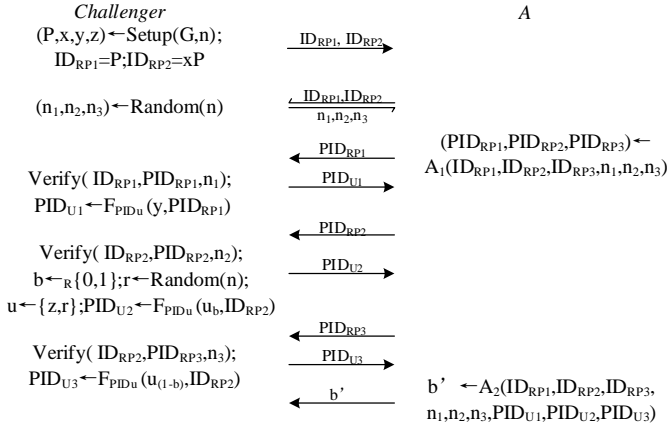 Challenger A
(P,x,y,z)←Setup(G,n);
ID_RP1, ID_RP2
ID_RP1=P;ID_RP2=xP
(n₁,n₂,n₃)←Random(n)
ID_RP1,ID_RP2
n₁,n₂,n₃
(PID_RP1,PID_RP2,PID_RP3)←
A₁(ID_RP1,ID_RP2,ID_RP3,n₁,n₂,n₃)
PID_RP1
Verify( ID_RP1,PID_RP1,n₁);
PID_U1
PID_U1←F_PIDu(y,PID_RP1)
PID_RP2
Verify( ID_RP2,PID_RP2,n₂);
b←_R{0,1};r←Random(n);
PID_U2
u←{z,r};PID_U2←F_PIDu(u_b,ID_RP2)
PID_RP3
Verify( ID_RP2,PID_RP3,n₃);
PID_U3
PID_U3←F_PIDu(u_(1-b),ID_RP2)
b’
b’ ←A₂(ID_RP1,ID_RP2,ID_RP3,
n₁,n₂,n₃,PID_U1,PID_U2,PID_U3)